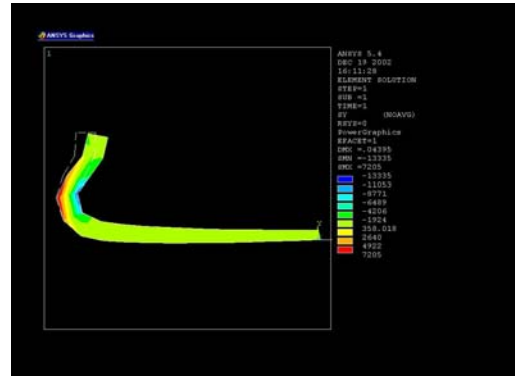 ANSYS Graphics
1
ANSYS 5.4
DEC 19 2002
16:11:28
ELEMENT SOLUTION
STEP=1
SUB =1
TIME=1
SY (NOAVG)
RSYS=0
PowerGraphics
EFACET=1
DMX =.04395
SMN =-13335
SMX =7205
-13335
-11053
-8771
-6489
-4206
-1924
358.018
2640
4922
7205
Y